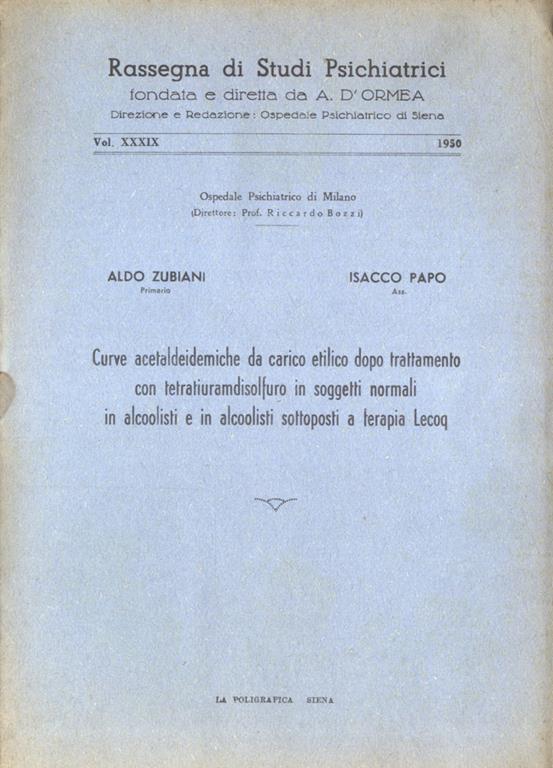 Rassegna di Studi Psichiatrici
fondata e diretta da A. D'ORMEA
Direzione e Redazione: Ospedale Psichiatrico di Siena
Vol. XXXIX 1950
Ospedale Psichiatrico di Milano
(Direttore: Prof. Riccardo Bozzi)
ALDO ZUBIANI ISACCO PAPO
Primario Ass.
Curve acetaldeidemiche da carico etilico dopo trattamento
con tetratiuramdisolfuro in soggetti normali
in alcoolisti e in alcoolisti sottoposti a terapia Lecoq
LA POLIGRAFICA SIENA